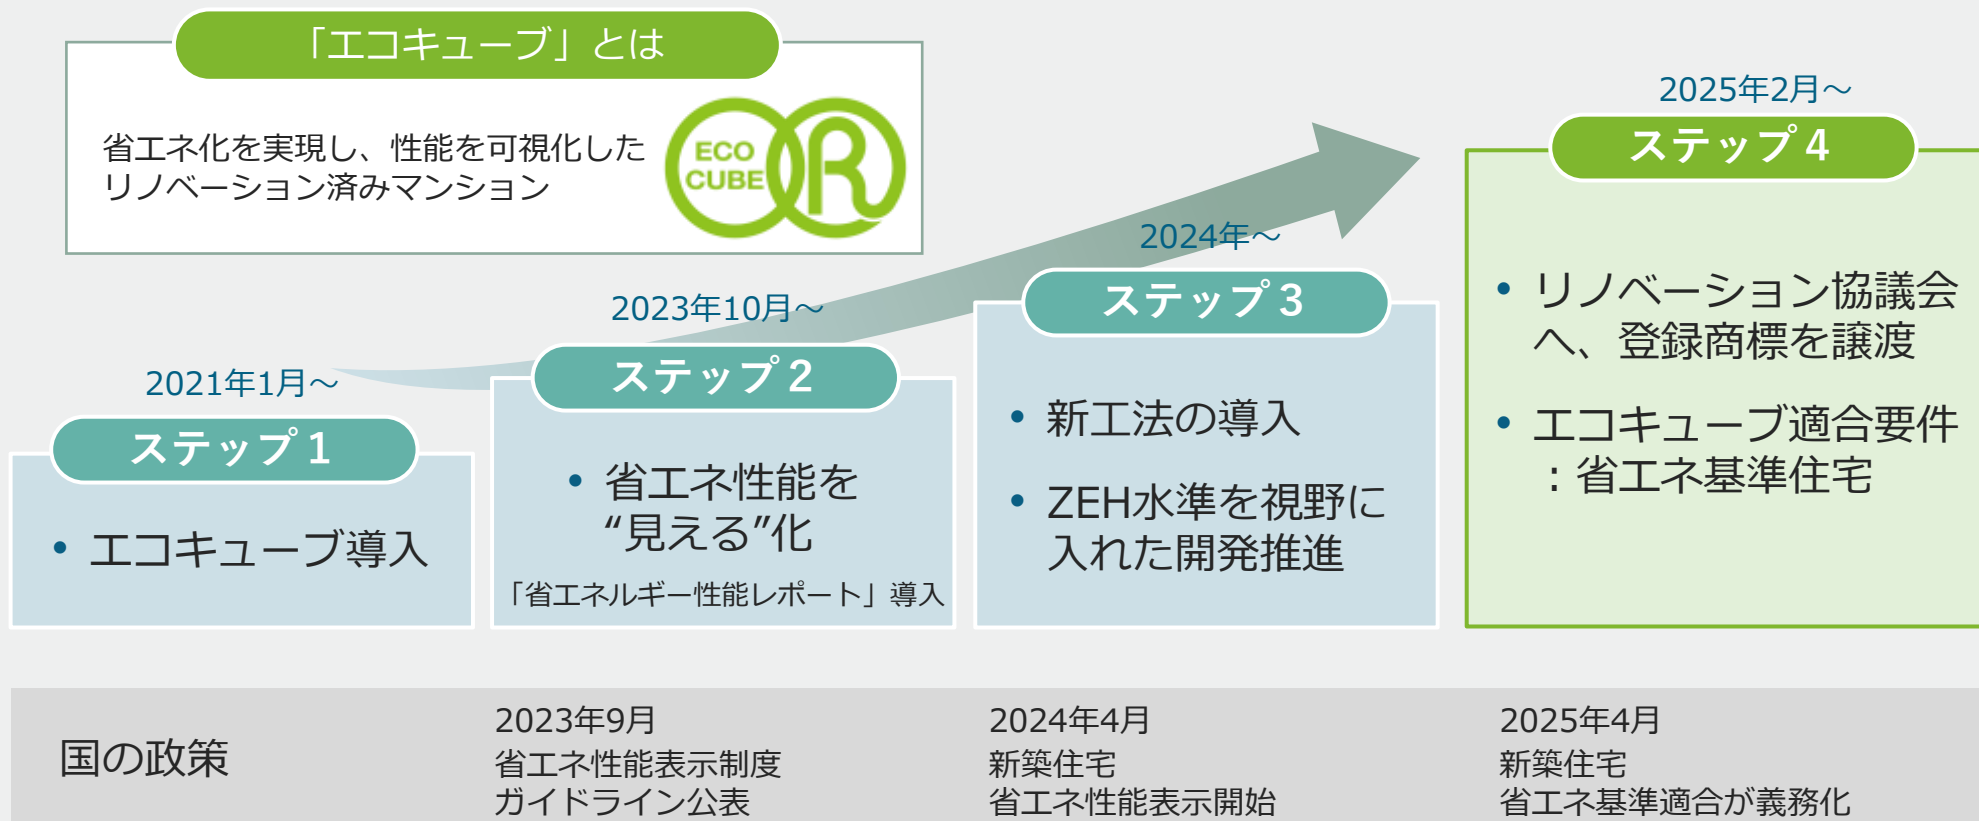 「エコキューブ」とは
省エネ化を実現し、性能を可視化した
リノベーション済みマンション
ECO
CUBE
R
2021年1月～
ステップ１
• エコキューブ導入
2023年10月～
ステップ２
• 省エネ性能を
“見える”化
「省エネルギー性能レポート」導入
2024年～
ステップ３
• 新工法の導入
• ZEH水準を視野に
入れた開発推進
2025年2月～
ステップ４
• リノベーション協議会
へ、登録商標を譲渡
• エコキューブ適合要件
：省エネ基準住宅
国の政策
2023年9月
省エネ性能表示制度
ガイドライン公表
2024年4月
新築住宅
省エネ性能表示開始
2025年4月
新築住宅
省エネ基準適合が義務化